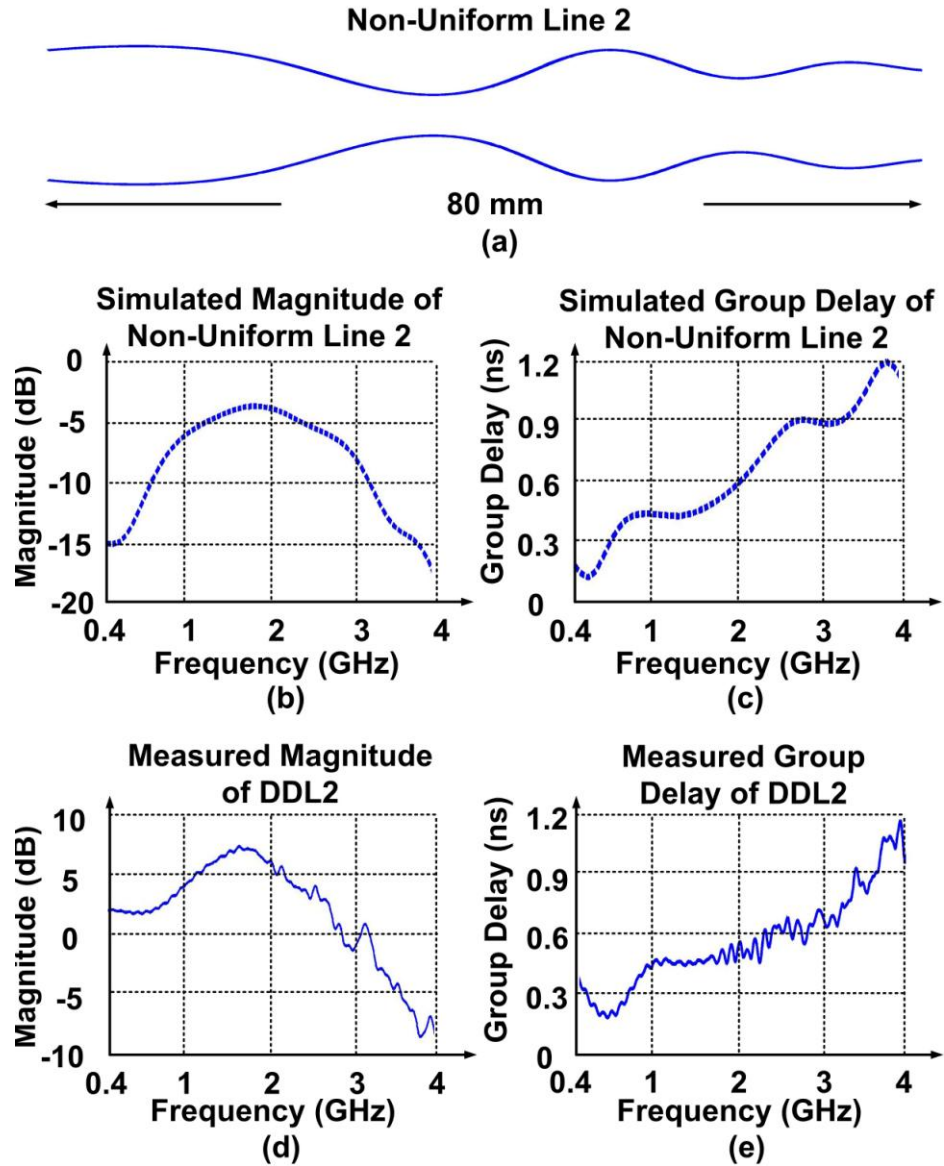 Non-Uniform Line 2
80 mm
(a)
Simulated Magnitude of
Non-Uniform Line 2
Magnitude (dB)
0
-5
-10
-15
-20
0.4 1 2 3 4
Frequency (GHz)
(b)
Simulated Group Delay of
Non-Uniform Line 2
Group Delay (ns)
1.2
0.9
0.6
0.3
0
0.4 1 2 3 4
Frequency (GHz)
(c)
Measured Magnitude
of DDL2
Magnitude (dB)
10
5
0
-5
-10
0.4 1 2 3 4
Frequency (GHz)
(d)
Measured Group
Delay of DDL2
Group Delay (ns)
1.2
0.9
0.6
0.3
0
0.4 1 2 3 4
Frequency (GHz)
(e)